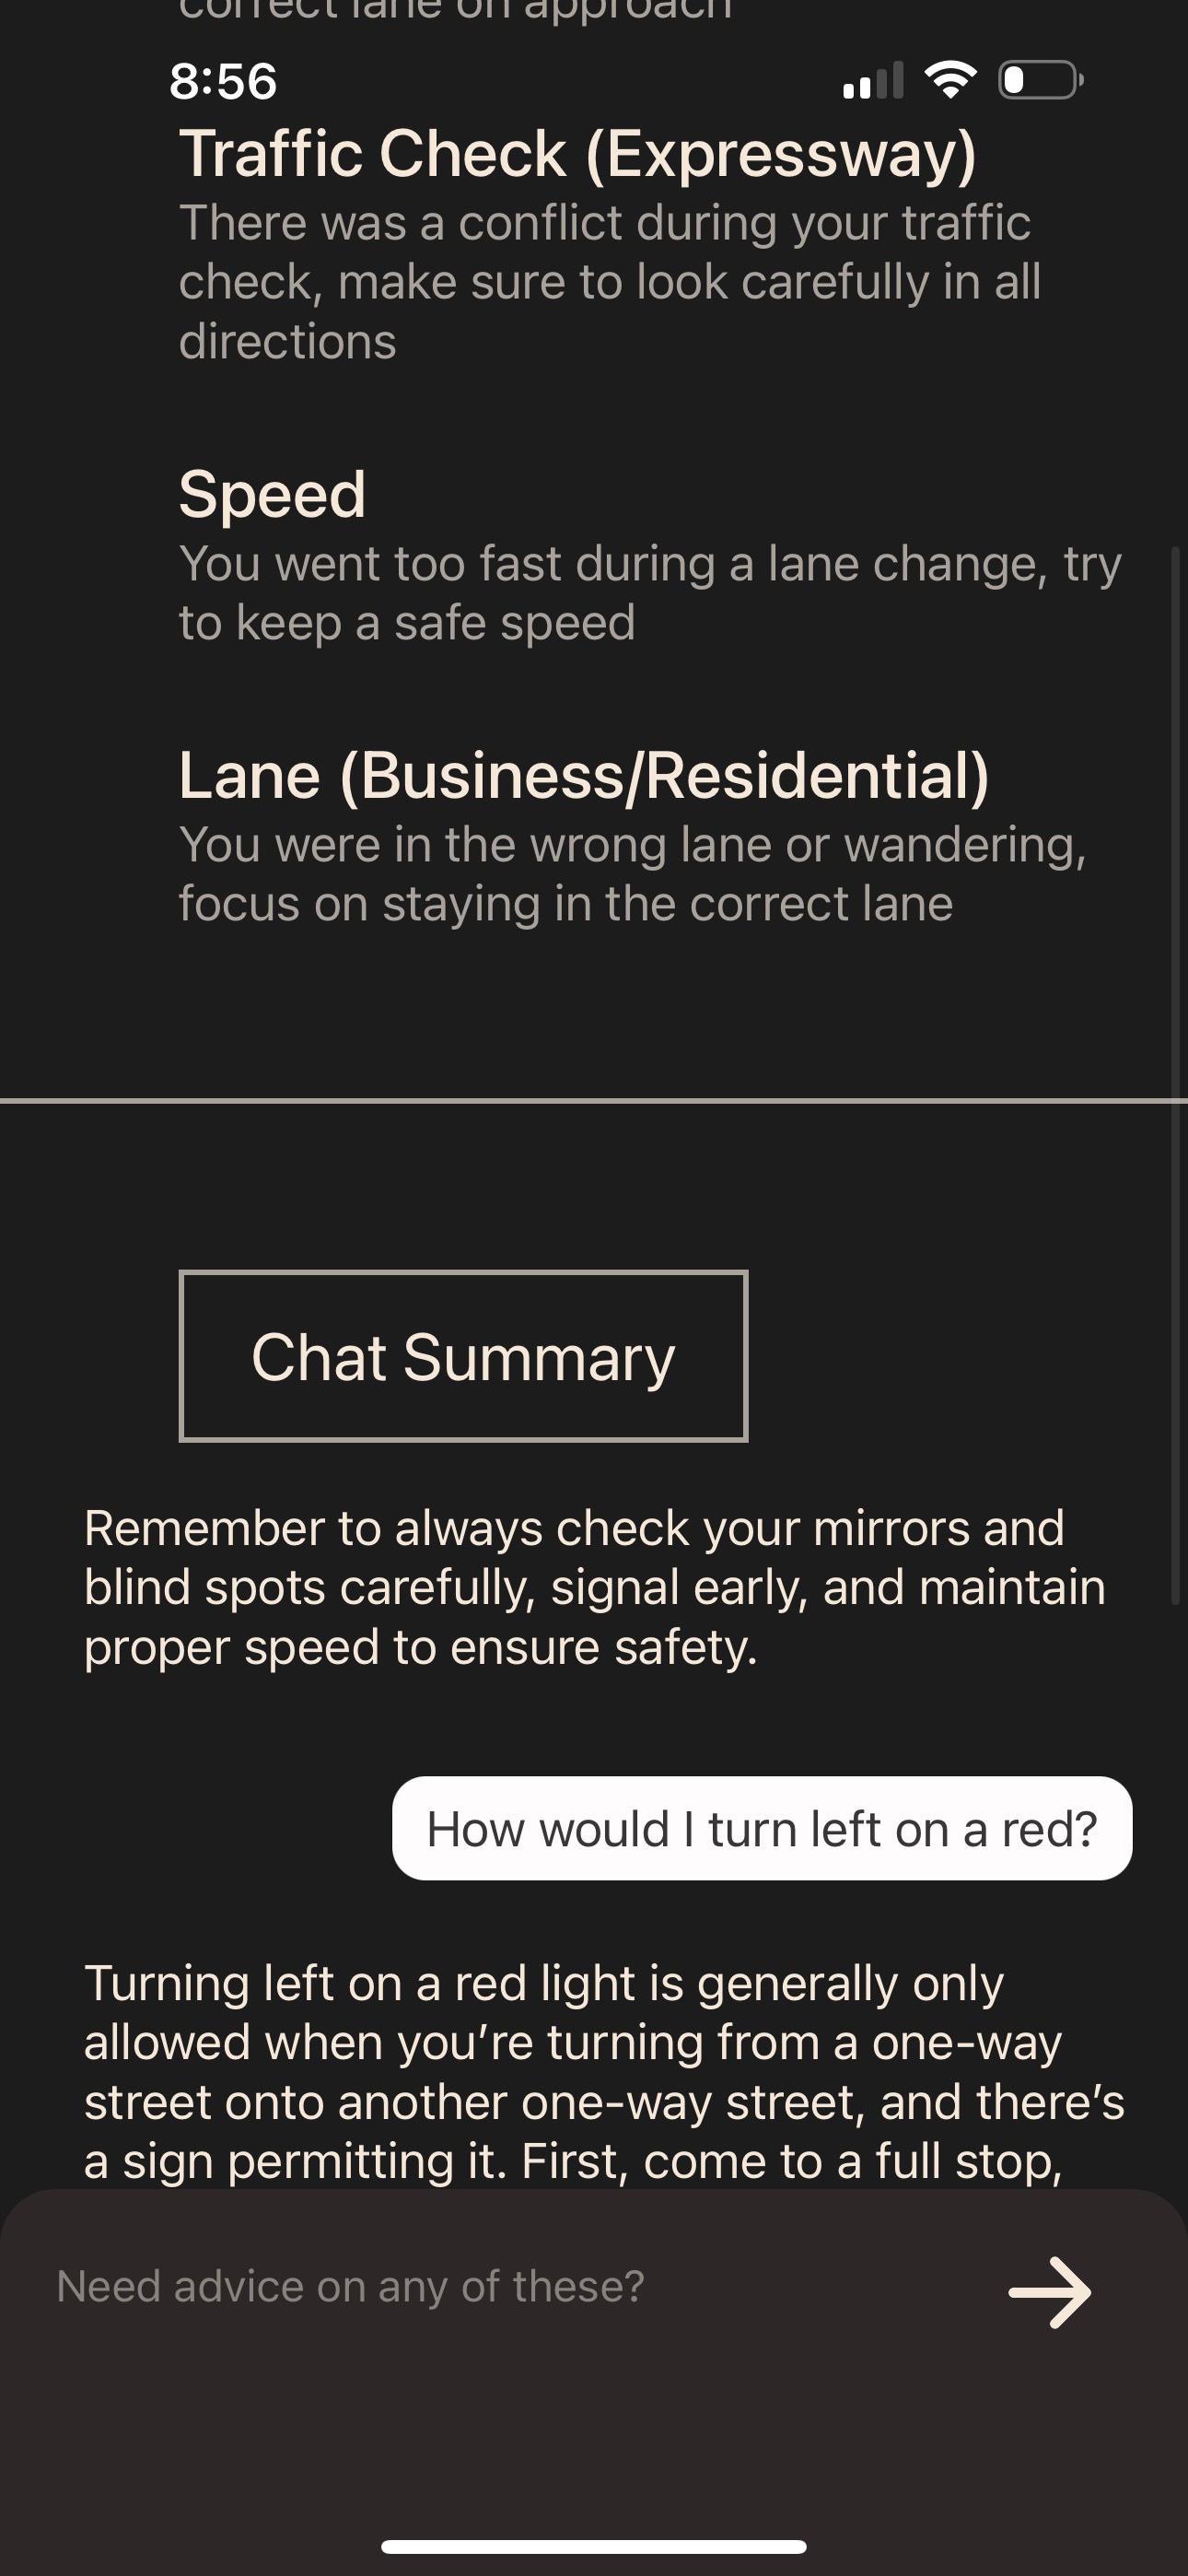 correct lane on approach
8:56
Traffic Check (Expressway)
There was a conflict during your traffic
check, make sure to look carefully in all
directions
Speed
You went too fast during a lane change, try
to keep a safe speed
Lane (Business/Residential)
You were in the wrong lane or wandering,
focus on staying in the correct lane
Chat Summary
Remember to always check your mirrors and
blind spots carefully, signal early, and maintain
proper speed to ensure safety.
How would I turn left on a red?
Turning left on a red light is generally only
allowed when you’re turning from a one-way
street onto another one-way street, and there’s
a sign permitting it. First, come to a full stop,
Need advice on any of these?